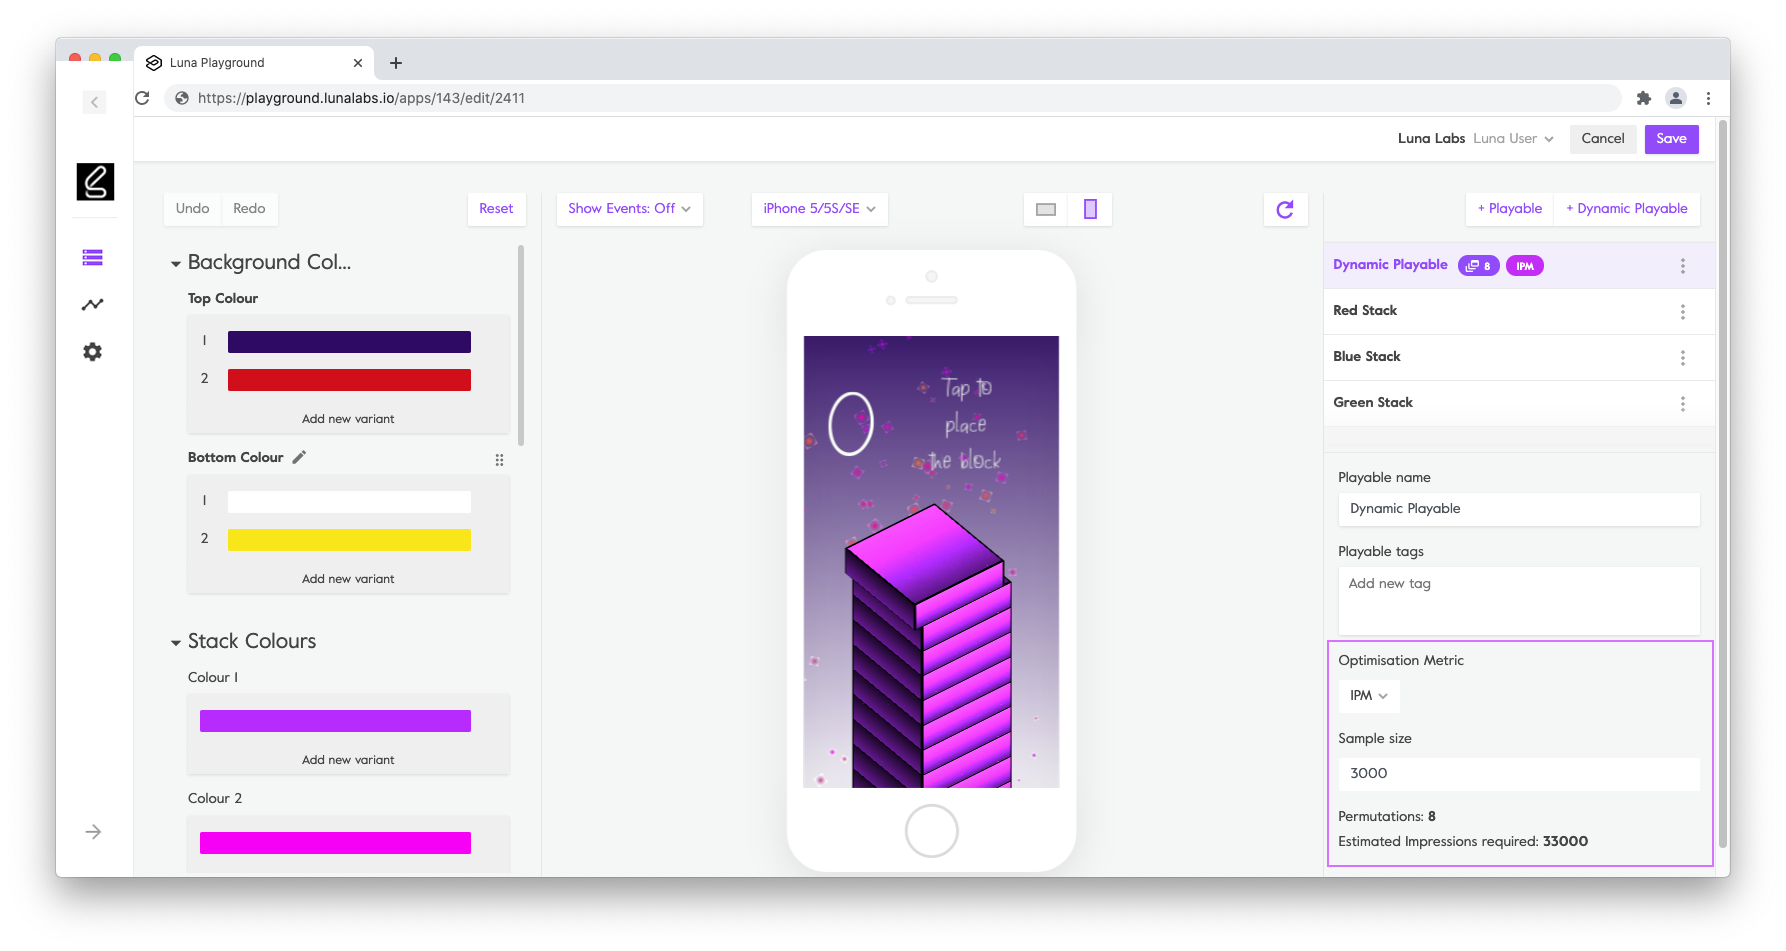 Luna Playground
https://playground.lunalabs.io/apps/143/edit/2411
Luna Labs Luna User Cancel Save
Undo Redo Reset
Show Events: Off iPhone 5/5S/SE
+ Playable + Dynamic Playable
Background Col...
Top Colour
1
2
Add new variant
Bottom Colour
1
2
Add new variant
Stack Colours
Colour 1
Add new variant
Colour 2
Tap to
place
the block
0
Dynamic Playable 8 IPM
Red Stack
Blue Stack
Green Stack
Playable name
Dynamic Playable
Playable tags
Add new tag
Optimisation Metric
IPM
Sample size
3000
Permutations: 8
Estimated Impressions required: 33000